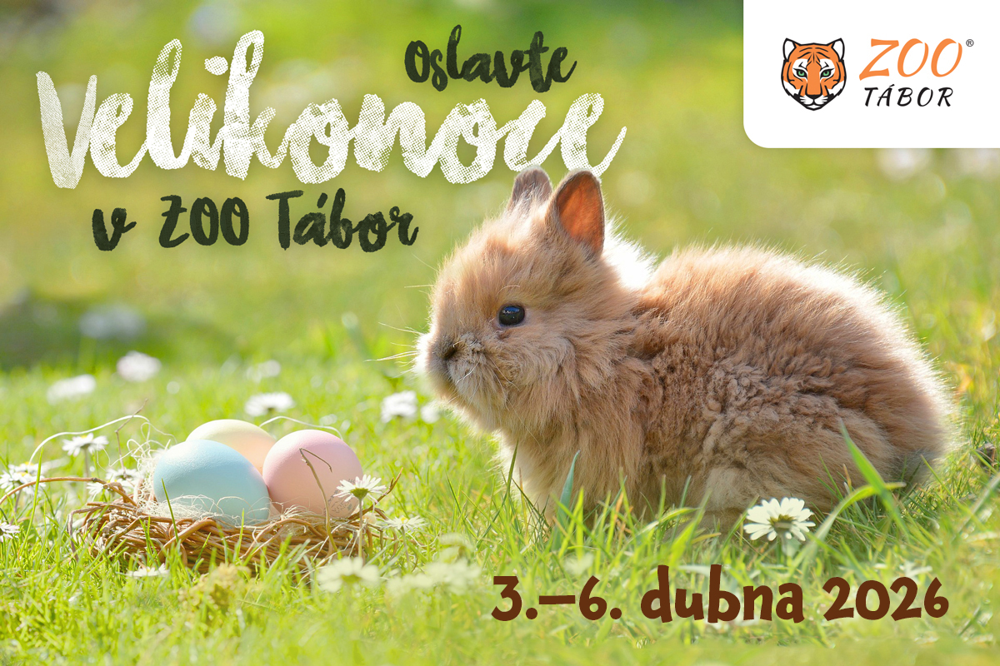 Oslavte
Velikonoce
v ZOO Tábor
ZOO®
TÁBOR
3.–6. dubna 2026